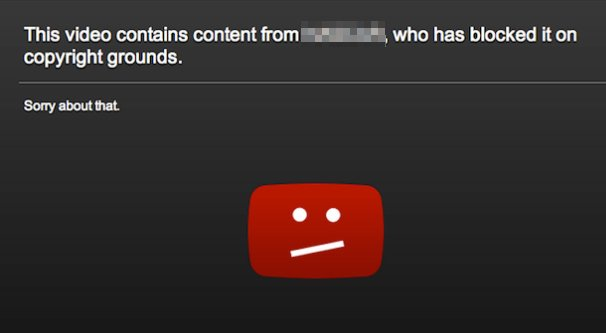 This video contains content from , who has blocked it on
copyright grounds.
Sorry about that.